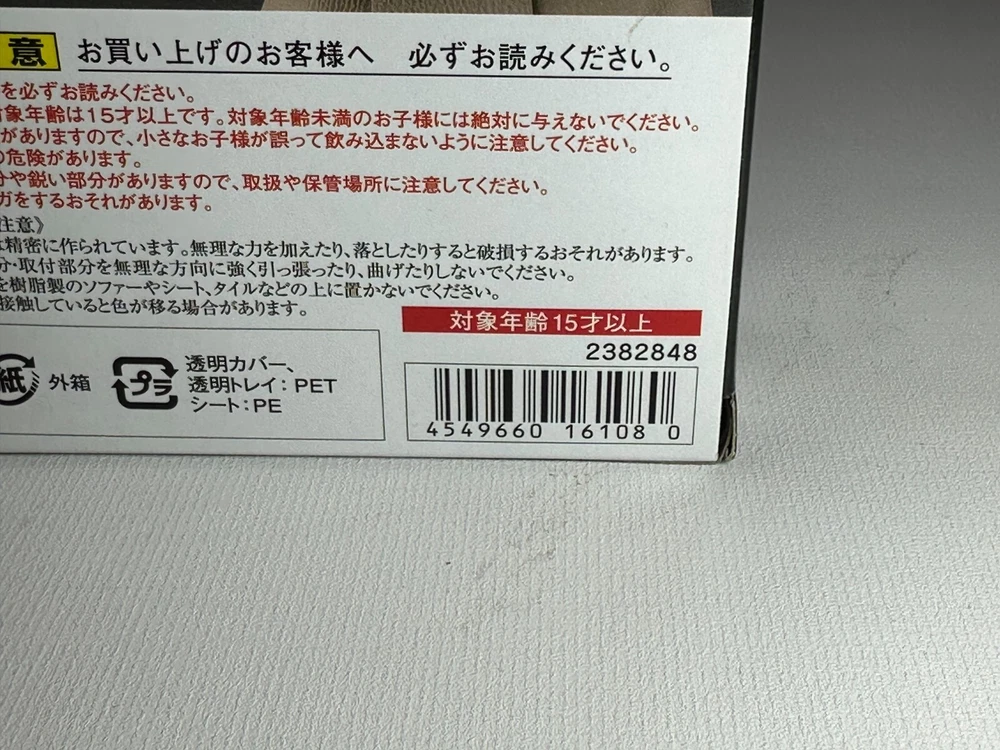 意 お買い上げのお客様へ 必ずお読みください。
を必ずお読みください。
対象年齢は15才以上です。対象年齢未満のお子様には絶対に与えないでください。
がありますので、小さなお子様が誤って飲み込まないように注意してください。
の危険があります。
分や鋭い部分がありますので、取扱や保管場所に注意してください。
ガをするおそれがあります。
注意》
は精密に作られています。無理な力を加えたり、落としたりすると破損するおそれがあります。
分・取付部分を無理な方向に強く引っ張ったり、曲げたりしないでください。
を樹脂製のソファーやシート、タイルなどの上に置かないでください。
接触していると色が移る場合があります。
対象年齢15才以上
2382848
紙 外箱
プラ 透明カバー、
透明トレイ：PET
シート：PE
4549660 16108 0